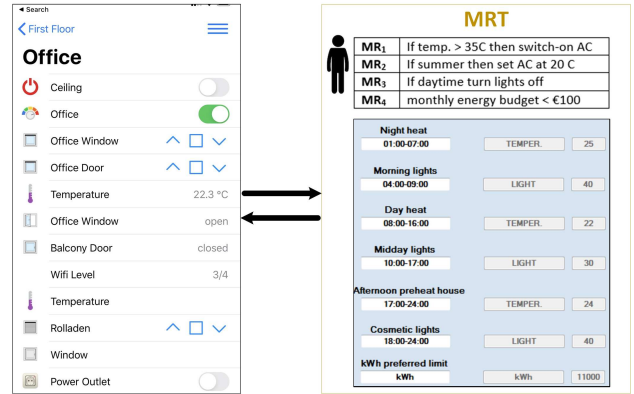 ◄ Search
First Floor
Office
Ceiling
Office
Office Window
Office Door
Temperature 22.3 °C
Office Window open
Balcony Door closed
Wifi Level 3/4
Temperature
Rolladen
Window
Power Outlet
MRT
MR1 If temp. > 35C then switch-on AC
MR2 If summer then set AC at 20 C
MR3 If daytime turn lights off
MR4 monthly energy budget < €100
Night heat
01:00-07:00 TEMPER. 25
Morning lights
04:00-09:00 LIGHT 40
Day heat
08:00-16:00 TEMPER. 22
Midday lights
10:00-17:00 LIGHT 30
Afternoon preheat house
17:00-24:00 TEMPER. 24
Cosmetic lights
18:00-24:00 LIGHT 40
kWh preferred limit
kWh kWh 11000